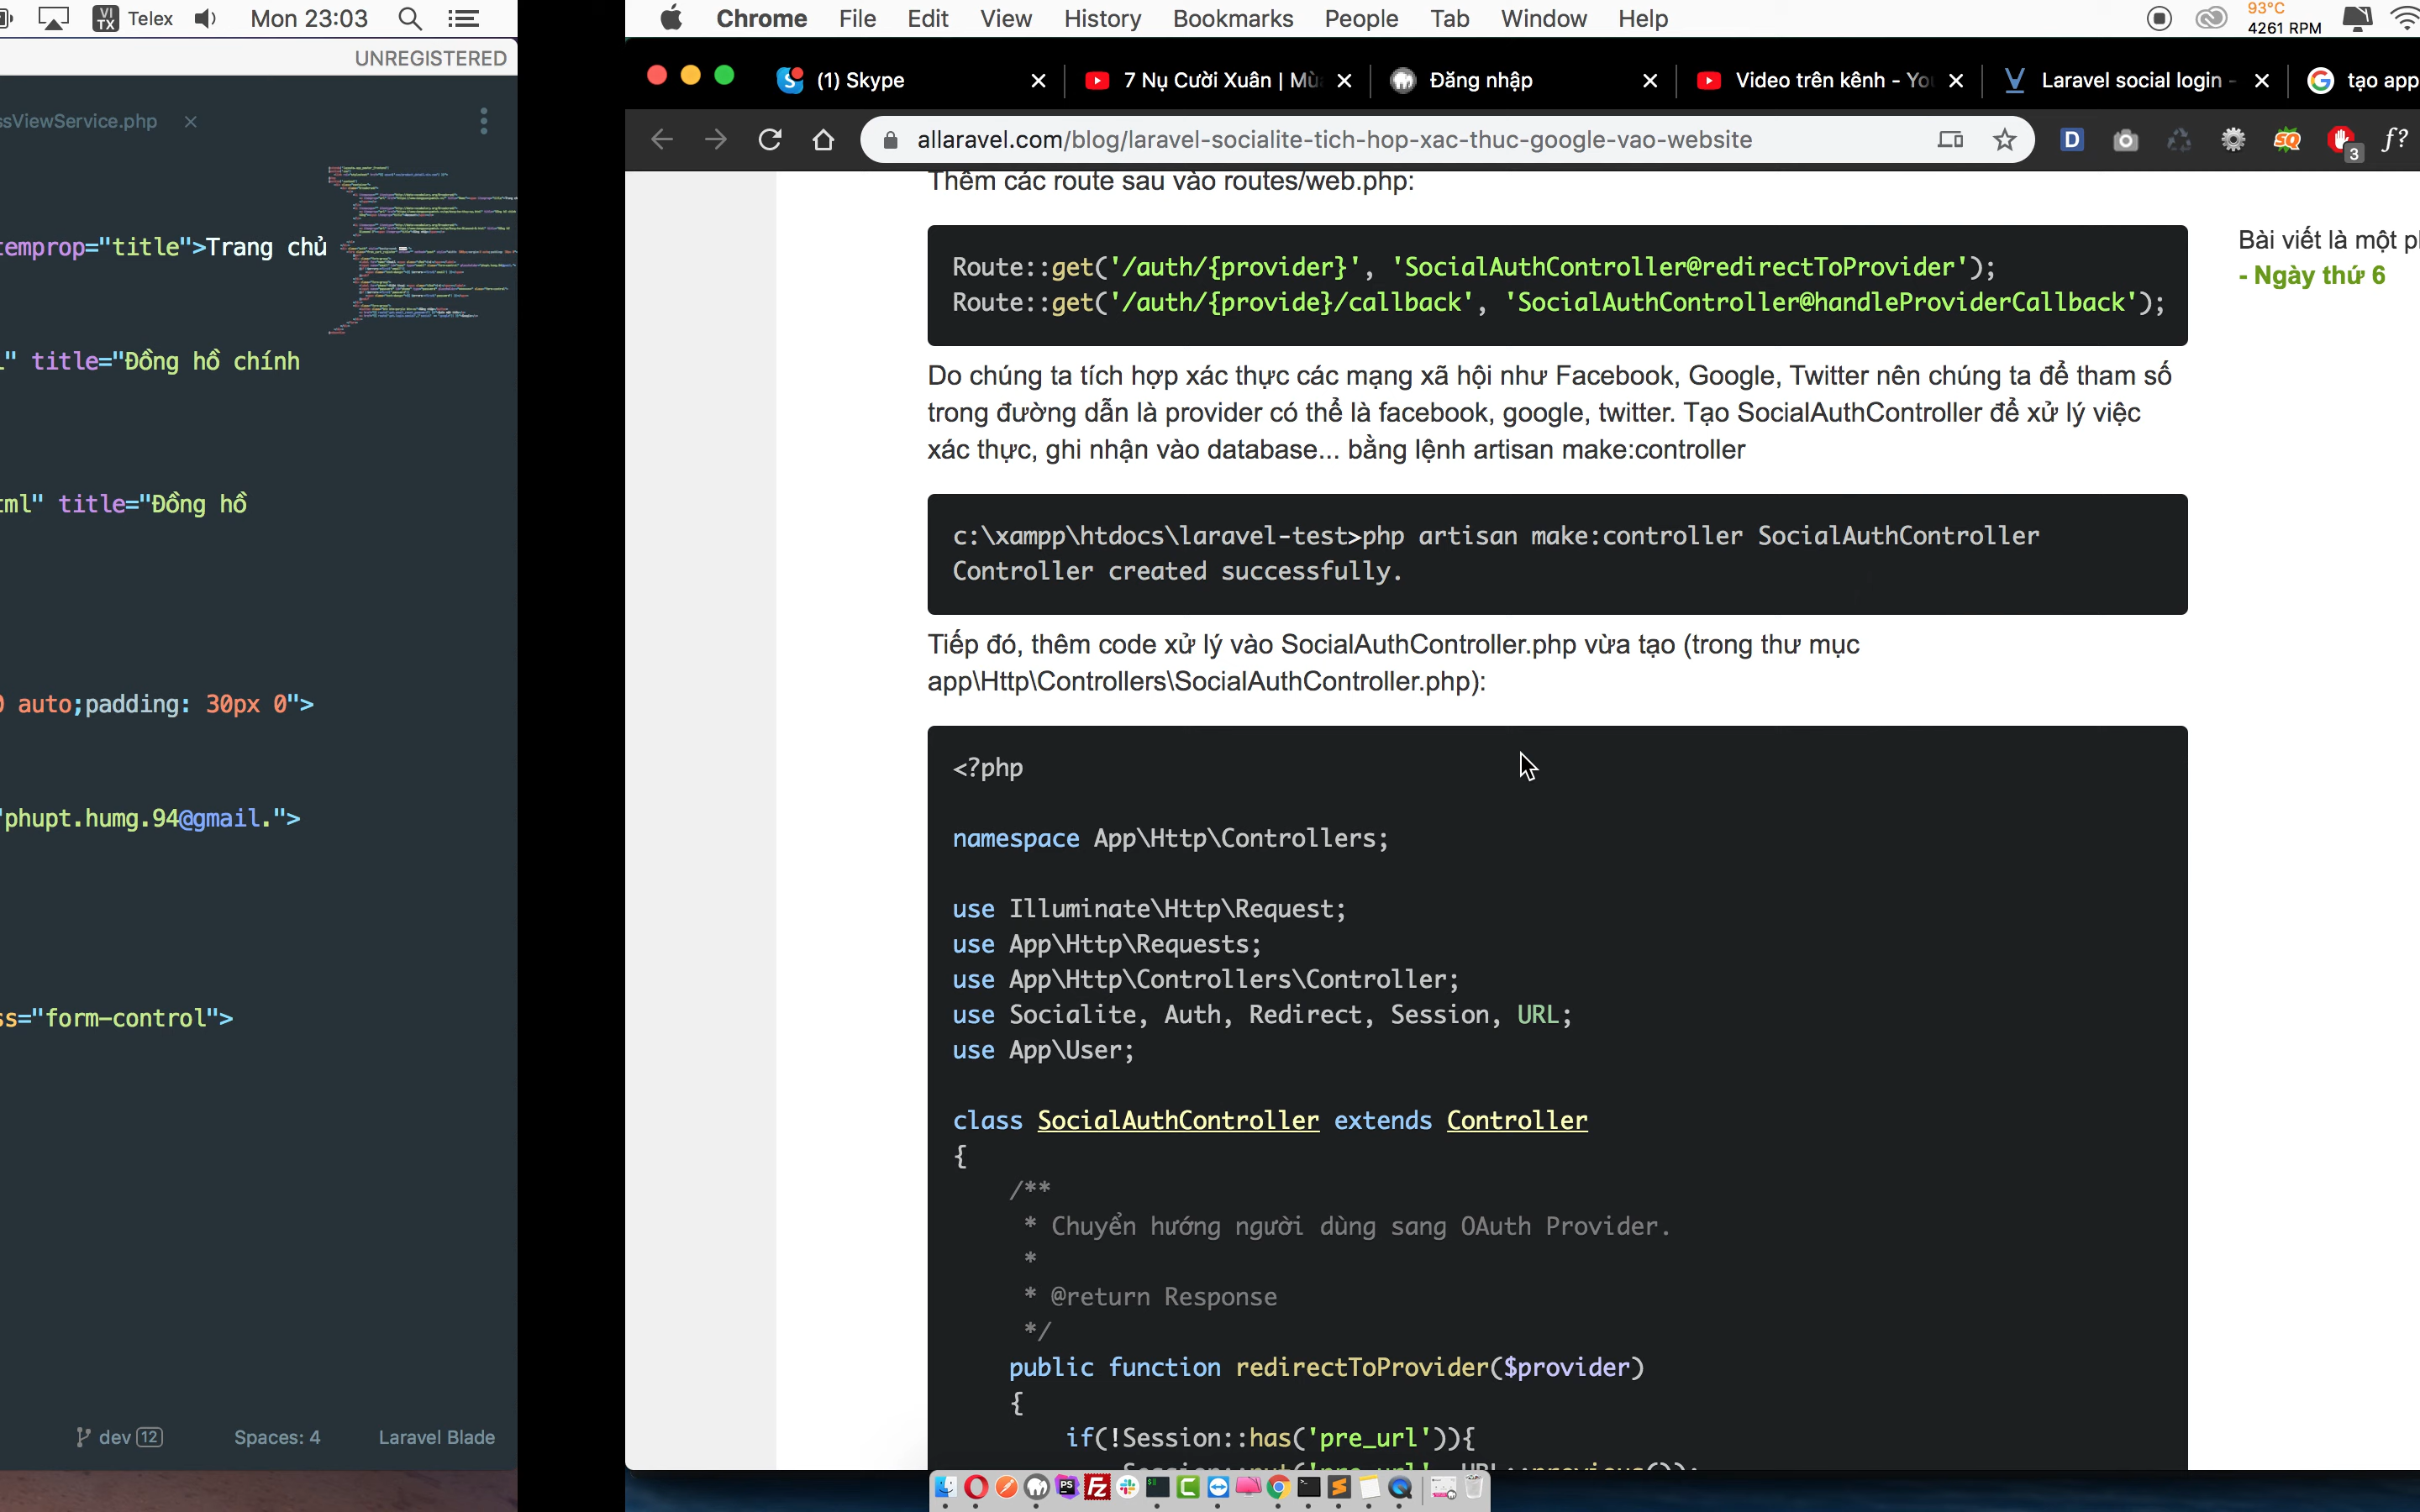 Telex
Mon 23:03
UNREGISTERED
ssViewService.php
temprop="title">Trang chủ
" title="Đồng hồ chính
tml" title="Đồng hồ
auto;padding: 30px 0">
"phupt.humg.94@gmail.">
ss="form-control">
dev 12
Spaces: 4
Laravel Blade
Chrome File Edit View History Bookmarks People Tab Window Help
93°C
4261 RPM
(1) Skype
7 Nụ Cười Xuân | Mù
Đăng nhập
Video trên kênh - You
Laravel social login -
tạo app
allaravel.com/blog/laravel-socialite-tich-hop-xac-thuc-google-vao-website
3
f?
Thêm các route sau vào routes/web.php:
Route::get('/auth/{provider}', 'SocialAuthController@redirectToProvider');
Route::get('/auth/{provide}/callback', 'SocialAuthController@handleProviderCallback');
Bài viết là một ph
- Ngày thứ 6
Do chúng ta tích hợp xác thực các mạng xã hội như Facebook, Google, Twitter nên chúng ta để tham số
trong đường dẫn là provider có thể là facebook, google, twitter. Tạo SocialAuthController để xử lý việc
xác thực, ghi nhận vào database... bằng lệnh artisan make:controller
c:\xampp\htdocs\laravel-test>php artisan make:controller SocialAuthController
Controller created successfully.
Tiếp đó, thêm code xử lý vào SocialAuthController.php vừa tạo (trong thư mục
app\Http\Controllers\SocialAuthController.php):
<?php
namespace App\Http\Controllers;
use Illuminate\Http\Request;
use App\Http\Requests;
use App\Http\Controllers\Controller;
use Socialite, Auth, Redirect, Session, URL;
use App\User;
class SocialAuthController extends Controller
{
/**
* Chuyển hướng người dùng sang OAuth Provider.
*
* @return Response
*/
public function redirectToProvider($provider)
{
if(!Session::has('pre_url')){